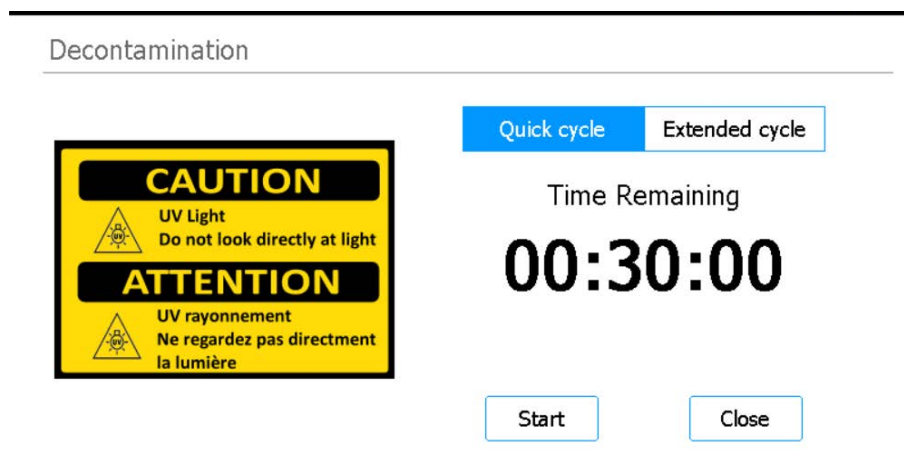 Decontamination
CAUTION
UV Light
Do not look directly at light
ATTENTION
UV rayonnement
Ne regardez pas directment
la lumière
Quick cycle
Extended cycle
Time Remaining
00:30:00
Start
Close